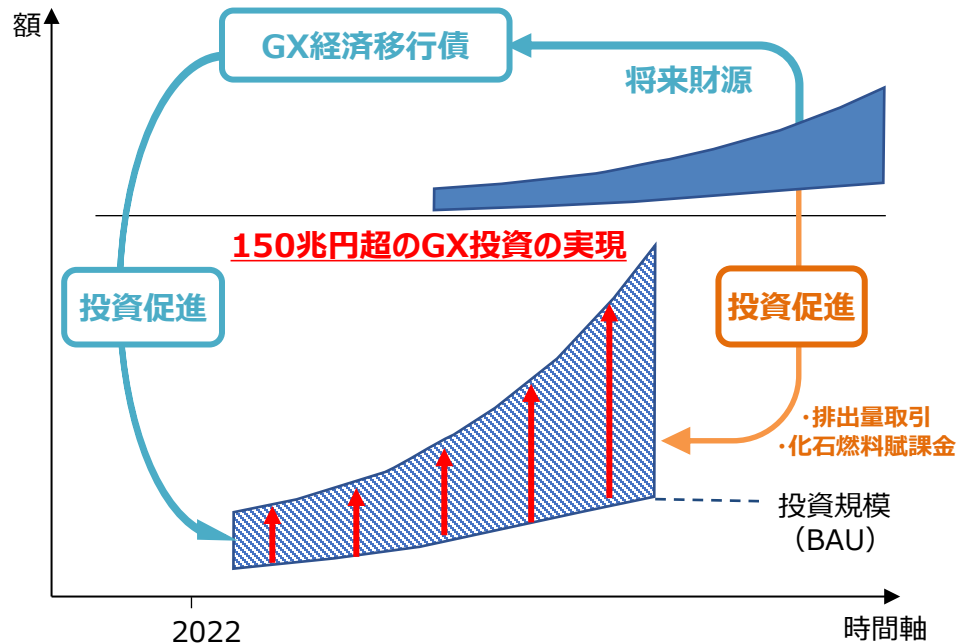 額
GX経済移行債
将来財源
150兆円超のGX投資の実現
投資促進
投資促進
・排出量取引
・化石燃料賦課金
投資規模
（BAU）
2022
時間軸